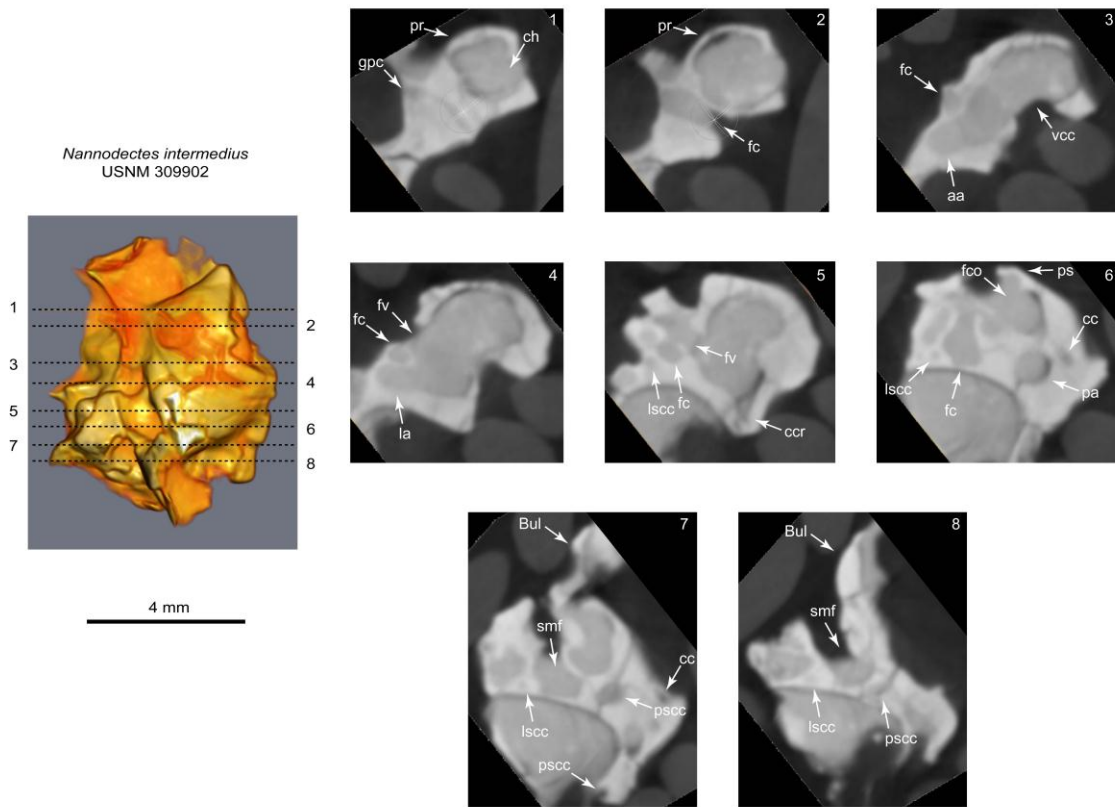 Nannodectes intermedius
USNM 309902
1
2
3
4
5
6
7
8
4 mm
1
pr
ch
gpc
2
pr
fc
3
fc
vcc
aa
4
fv
fc
la
5
fv
lscc
fc
ccr
6
fco
ps
cc
lscc
fc
pa
7
Bul
smf
cc
lscc
pscc
pscc
8
Bul
smf
lscc
pscc